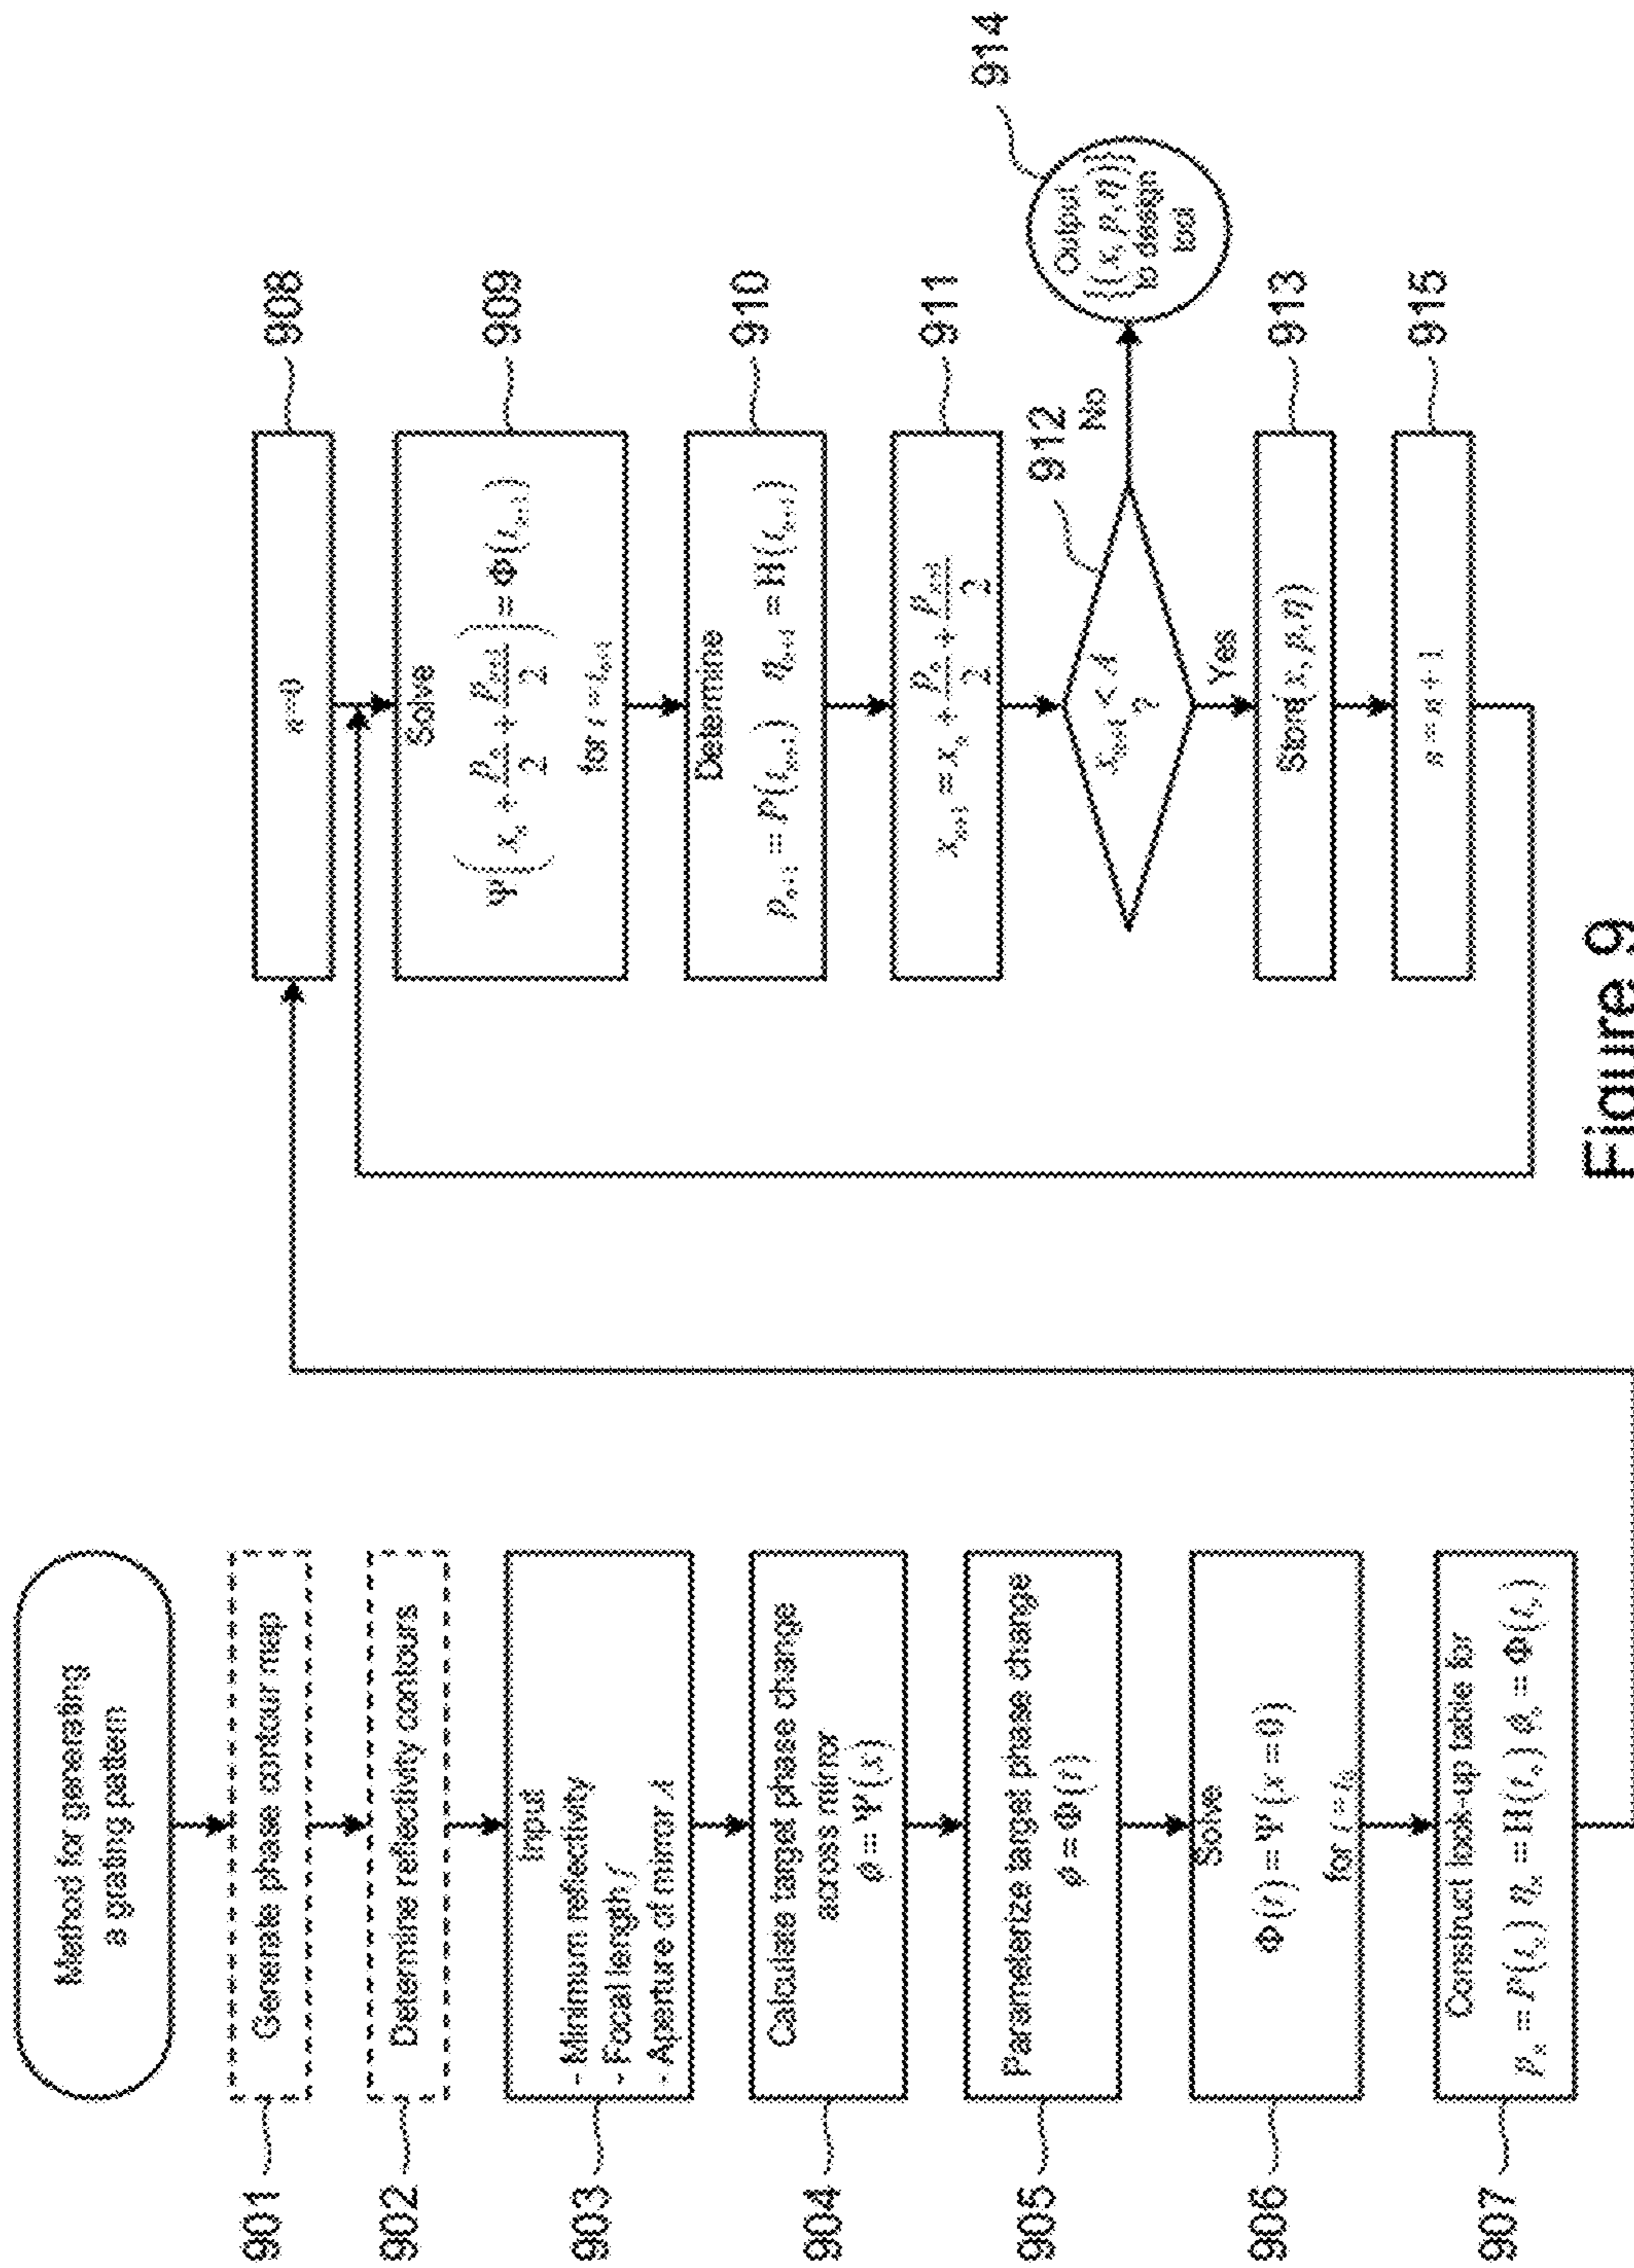 Method for generating
a grating pattern
901
Generate phase contour map
902
Determine reflectivity contours
903
Input
- Minimum reflectivity
- Focal length f
- Aperture of mirror A
904
Calculate target phase change
across mirror
ϕ = Ψ(x)
905
Parameterize target phase change
ϕ = Φ(t)
906
Solve
Φ(t) = Ψ(x = 0)
for t = t₀
907
Construct look-up table for
pₙ = P(tₙ) ηₙ = H(tₙ) ϕₙ = Φ(tₙ)
908
n=0
909
Solve
Ψ(xₙ + pₙ/2 + pₙ₊₁/2) = Φ(tₙ₊₁)
for t = tₙ₊₁
910
Determine
pₙ₊₁ = P(tₙ₊₁) ηₙ₊₁ = H(tₙ₊₁)
911
xₙ₊₁ = xₙ + pₙ/2 + pₙ₊₁/2
912
xₙ₊₁ < A
?
No
914
Output
{(x, p, η)}
to design
tool
Yes
913
Store (x, p, η)
915
n = n + 1
Figure 9